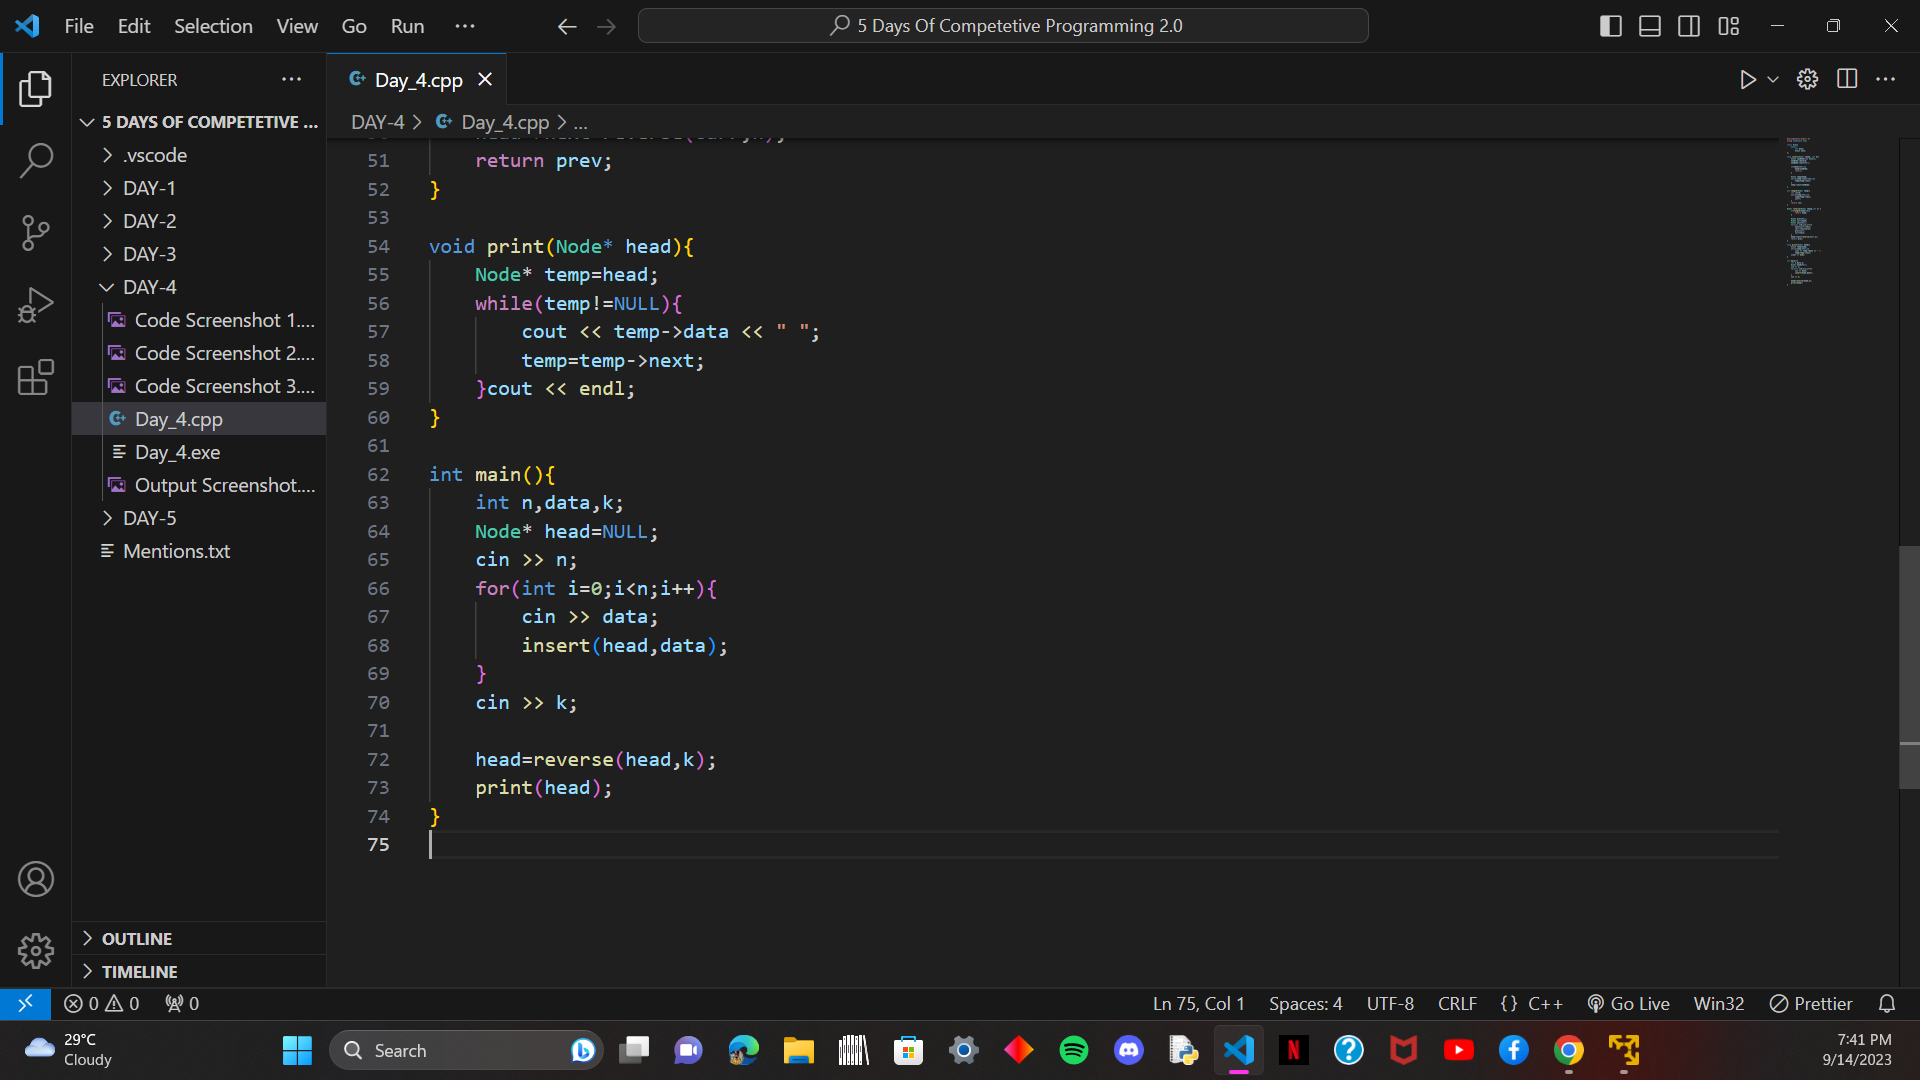 File Edit Selection View Go Run ...
5 Days Of Competetive Programming 2.0
EXPLORER
5 DAYS OF COMPETETIVE ...
.vscode
DAY-1
DAY-2
DAY-3
DAY-4
Code Screenshot 1....
Code Screenshot 2....
Code Screenshot 3....
Day_4.cpp
Day_4.exe
Output Screenshot....
DAY-5
Mentions.txt
OUTLINE
TIMELINE
Day_4.cpp
DAY-4 > Day_4.cpp > ...
51 return prev;
52 }
53
54 void print(Node* head){
55 Node* temp=head;
56 while(temp!=NULL){
57 cout << temp->data << " ";
58 temp=temp->next;
59 }cout << endl;
60 }
61
62 int main(){
63 int n,data,k;
64 Node* head=NULL;
65 cin >> n;
66 for(int i=0;i<n;i++){
67 cin >> data;
68 insert(head,data);
69 }
70 cin >> k;
71
72 head=reverse(head,k);
73 print(head);
74 }
75
0 0 0
Ln 75, Col 1 Spaces: 4 UTF-8 CRLF {} C++ Go Live Win32 Prettier
29°C
Cloudy
Search
7:41 PM
9/14/2023